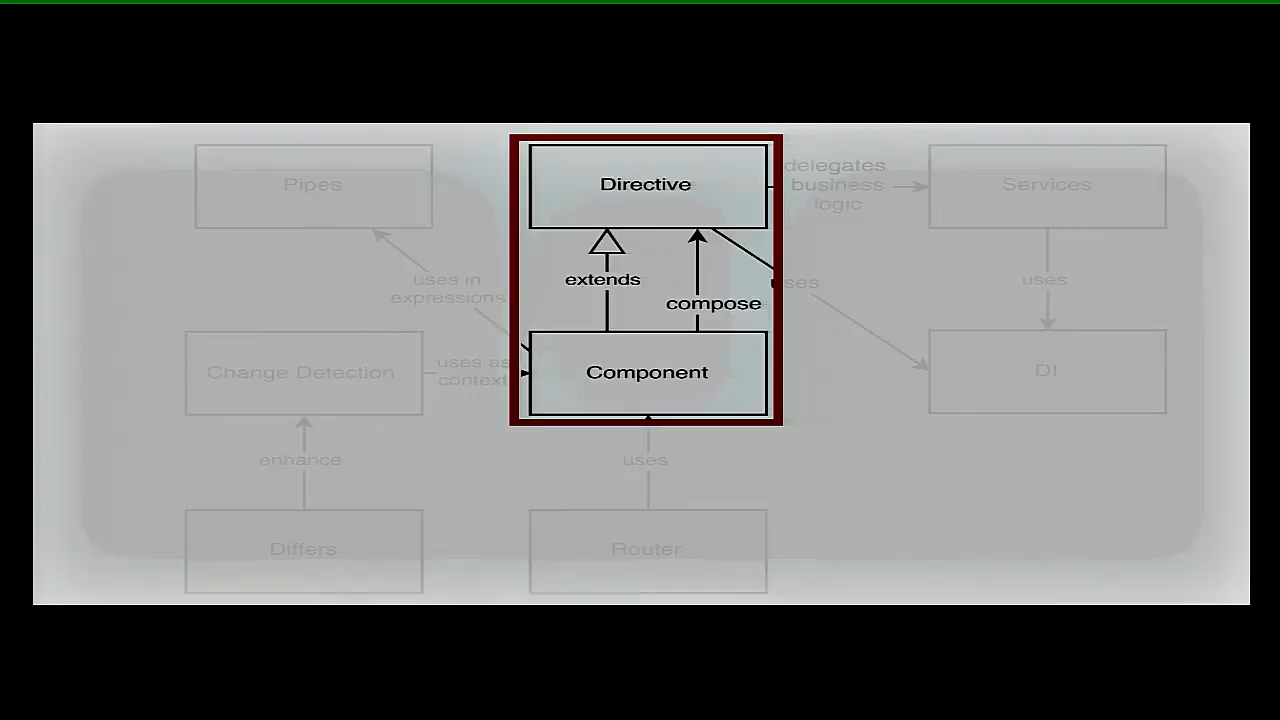 Pipes
Directive
delegates
business
logic
Services
uses in
expressions
extends
compose
uses
uses
Change Detection
uses as
context
Component
DI
enhance
uses
Differs
Router